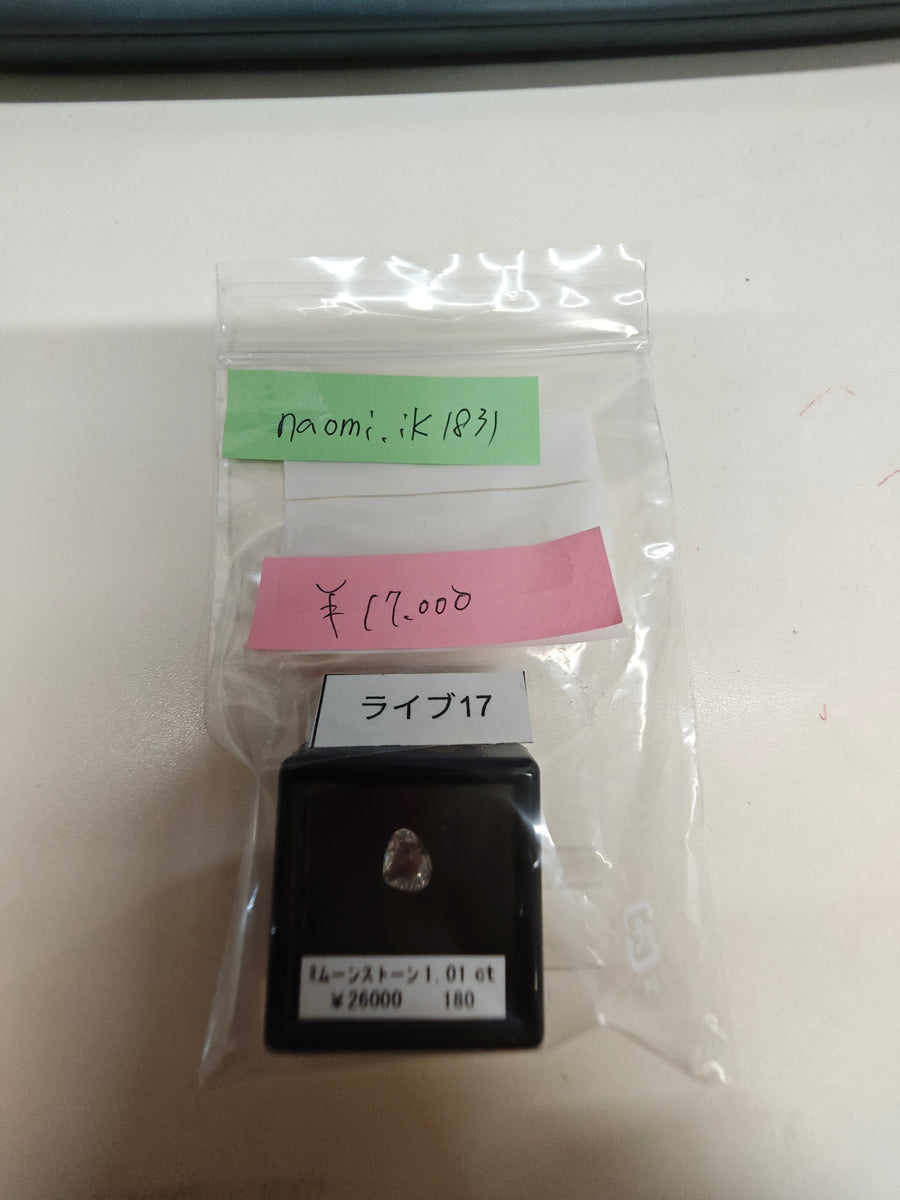 naomi.ik1831
¥17.000
ライブ17
ムーンストーン1.01ct
¥26000 180